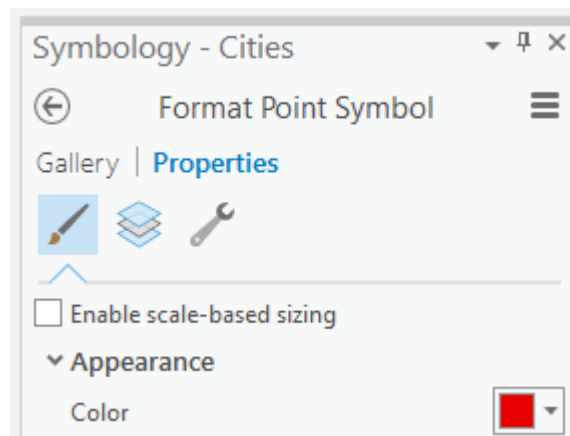 Symbology - Cities
Format Point Symbol
Gallery | Properties
Enable scale-based sizing
Appearance
Color